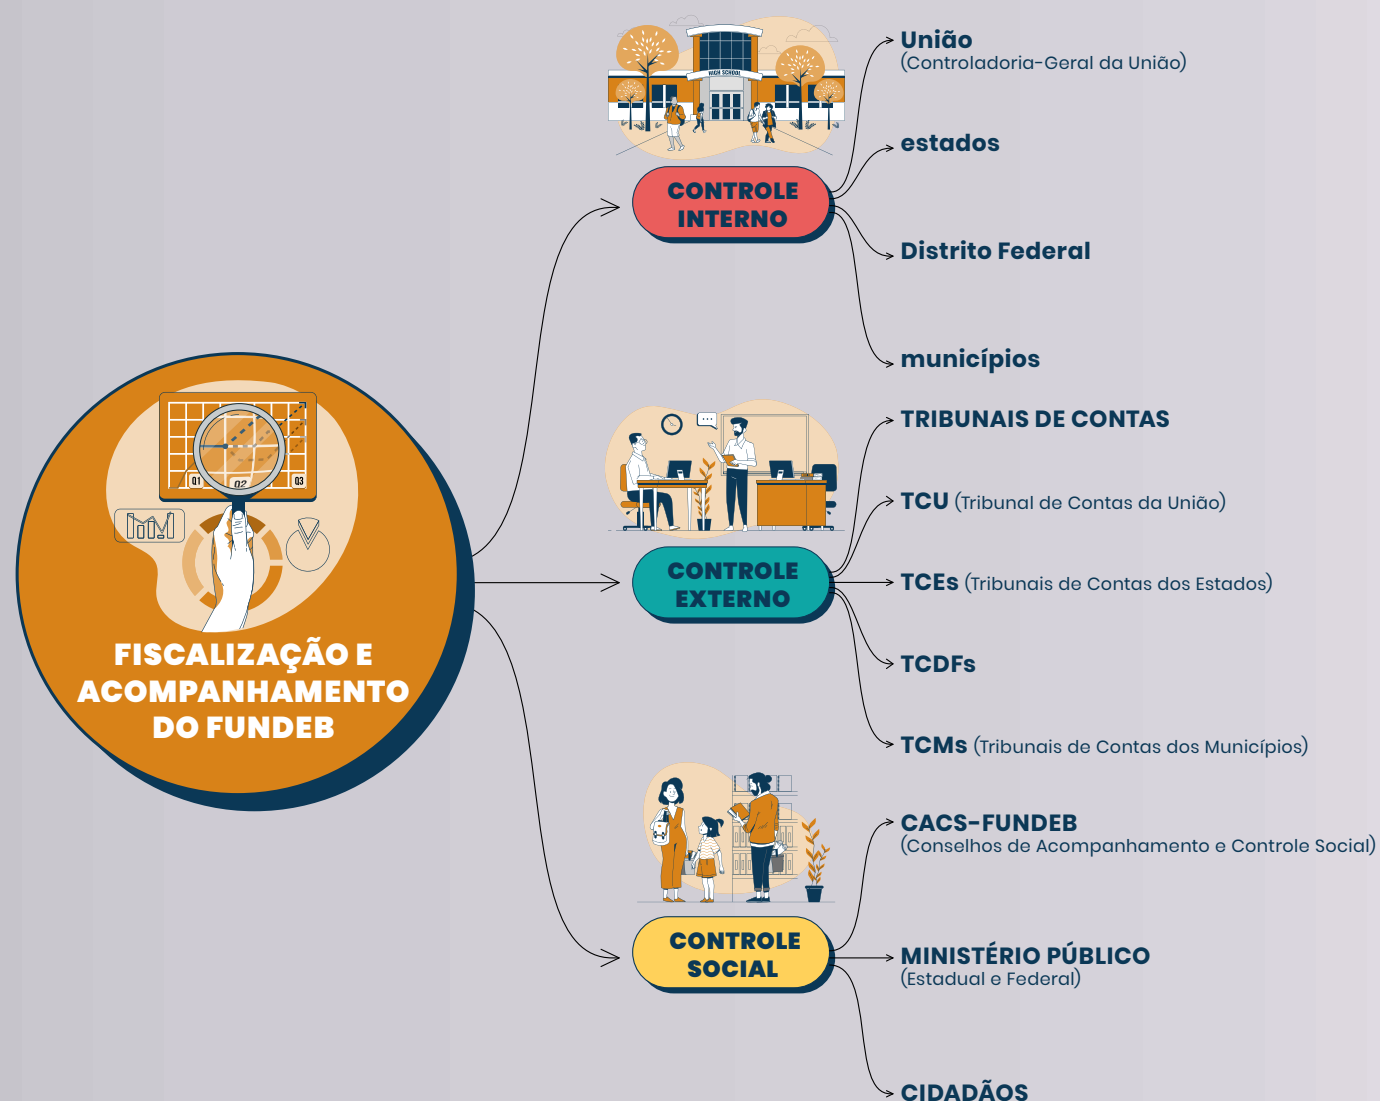 HIGH SCHOOL
CONTROLE
INTERNO
União
(Controladoria-Geral da União)
estados
Distrito Federal
municípios
Q1
Q2
Q3
FISCALIZAÇÃO E
ACOMPANHAMENTO
DO FUNDEB
CONTROLE
EXTERNO
TRIBUNAIS DE CONTAS
TCU (Tribunal de Contas da União)
TCEs (Tribunais de Contas dos Estados)
TCDFs
TCMs (Tribunais de Contas dos Municípios)
CONTROLE
SOCIAL
CACS-FUNDEB
(Conselhos de Acompanhamento e Controle Social)
MINISTÉRIO PÚBLICO
(Estadual e Federal)
CIDADÃOS